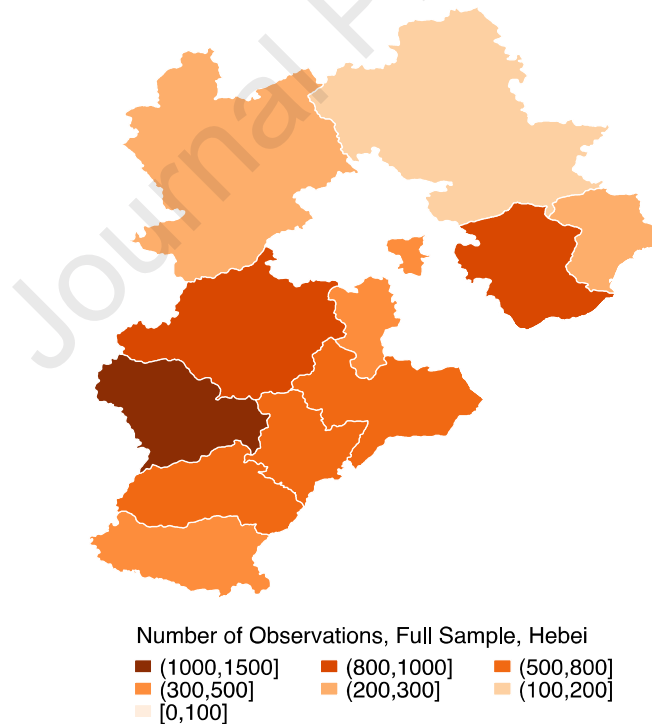 Journal P
Number of Observations, Full Sample, Hebei
(1000,1500] (800,1000] (500,800]
(300,500] (200,300] (100,200]
[0,100]